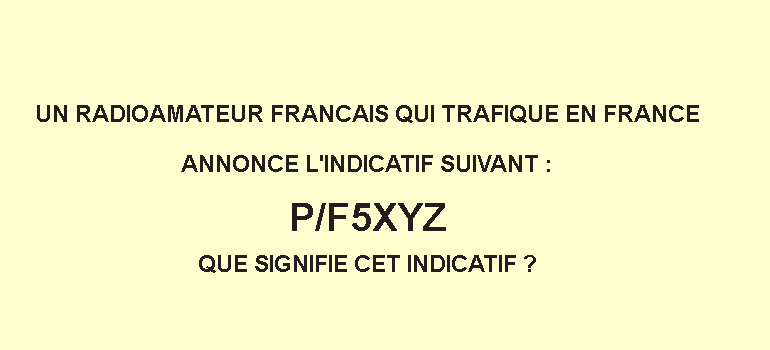 UN RADIOAMATEUR FRANCAIS QUI TRAFIQUE EN FRANCE
ANNONCE L'INDICATIF SUIVANT :
P/F5XYZ
QUE SIGNIFIE CET INDICATIF ?